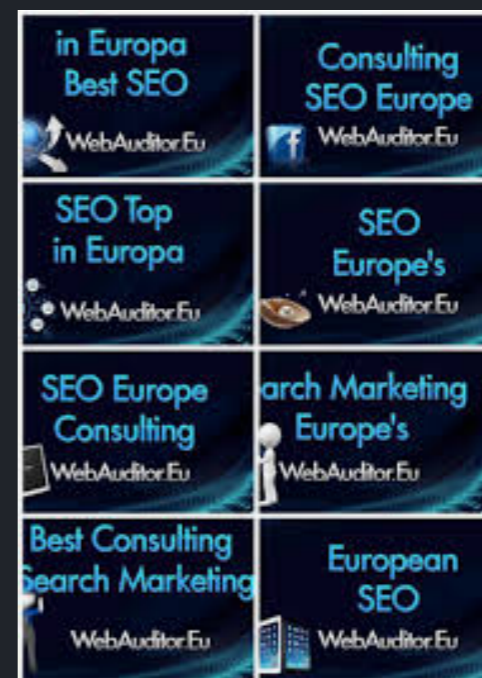 in Europa
Best SEO
WebAuditor.Eu
Consulting
SEO Europe
WebAuditor.Eu
SEO Top
in Europa
WebAuditor.Eu
SEO
Europe's
WebAuditor.Eu
SEO Europe
Consulting
WebAuditor.Eu
arch Marketing
Europe's
WebAuditor.Eu
Best Consulting
Search Marketing
WebAuditor.Eu
European
SEO
WebAuditor.Eu